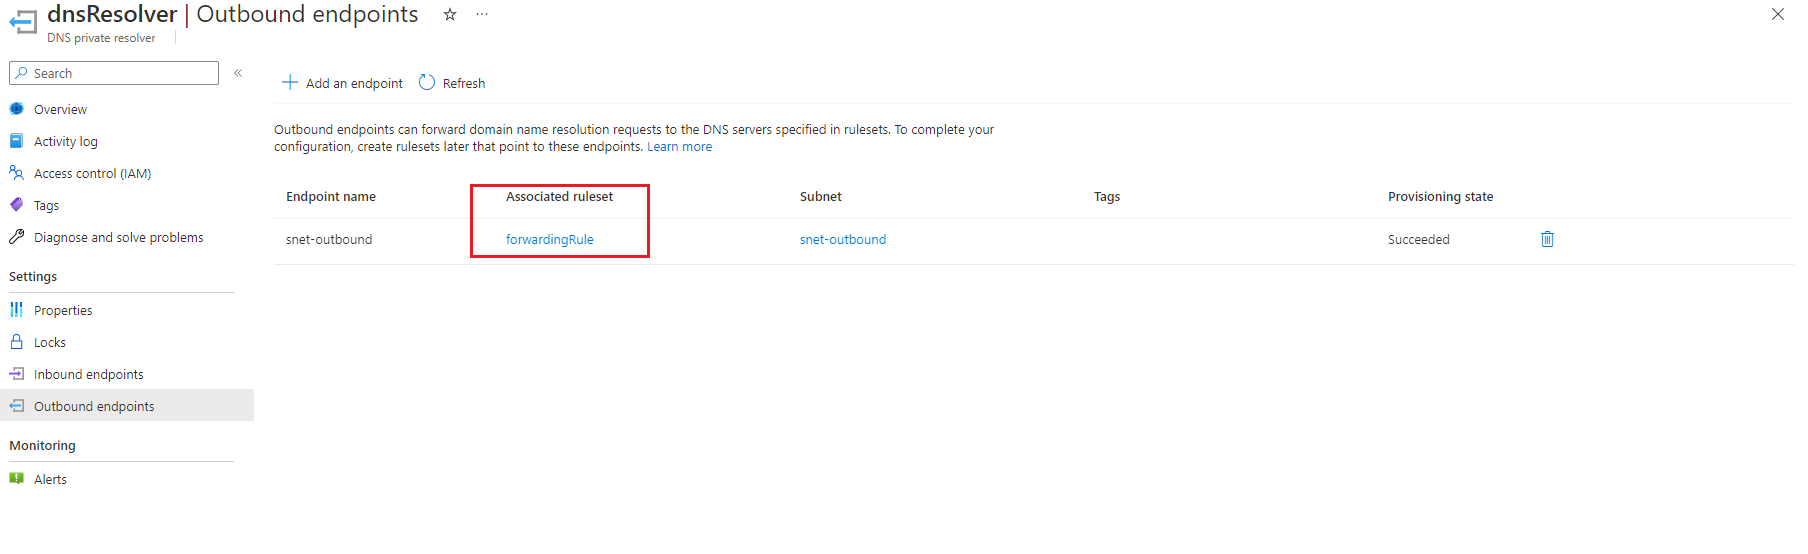 dnsResolver | Outbound endpoints
DNS private resolver
Search
Overview
Activity log
Access control (IAM)
Tags
Diagnose and solve problems
Settings
Properties
Locks
Inbound endpoints
Outbound endpoints
Monitoring
Alerts
Add an endpoint Refresh
Outbound endpoints can forward domain name resolution requests to the DNS servers specified in rulesets. To complete your
configuration, create rulesets later that point to these endpoints. Learn more
Endpoint name Associated ruleset Subnet Tags Provisioning state
snet-outbound forwardingRule snet-outbound Succeeded